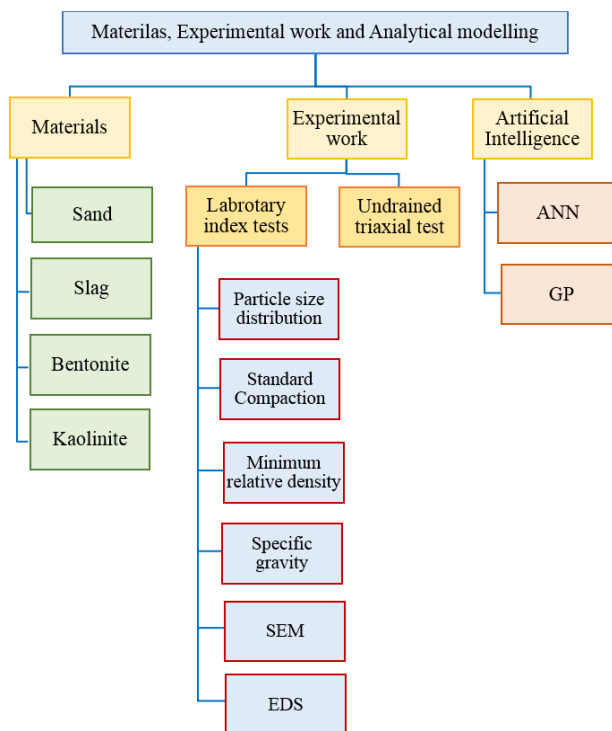 Materilas, Experimental work and Analytical modelling
Materials
Experimental
work
Artificial
Intelligence
Sand
Slag
Bentonite
Kaolinite
Labrotary
index tests
Undrained
triaxial test
Particle size
distribution
Standard
Compaction
Minimum
relative density
Specific
gravity
SEM
EDS
ANN
GP